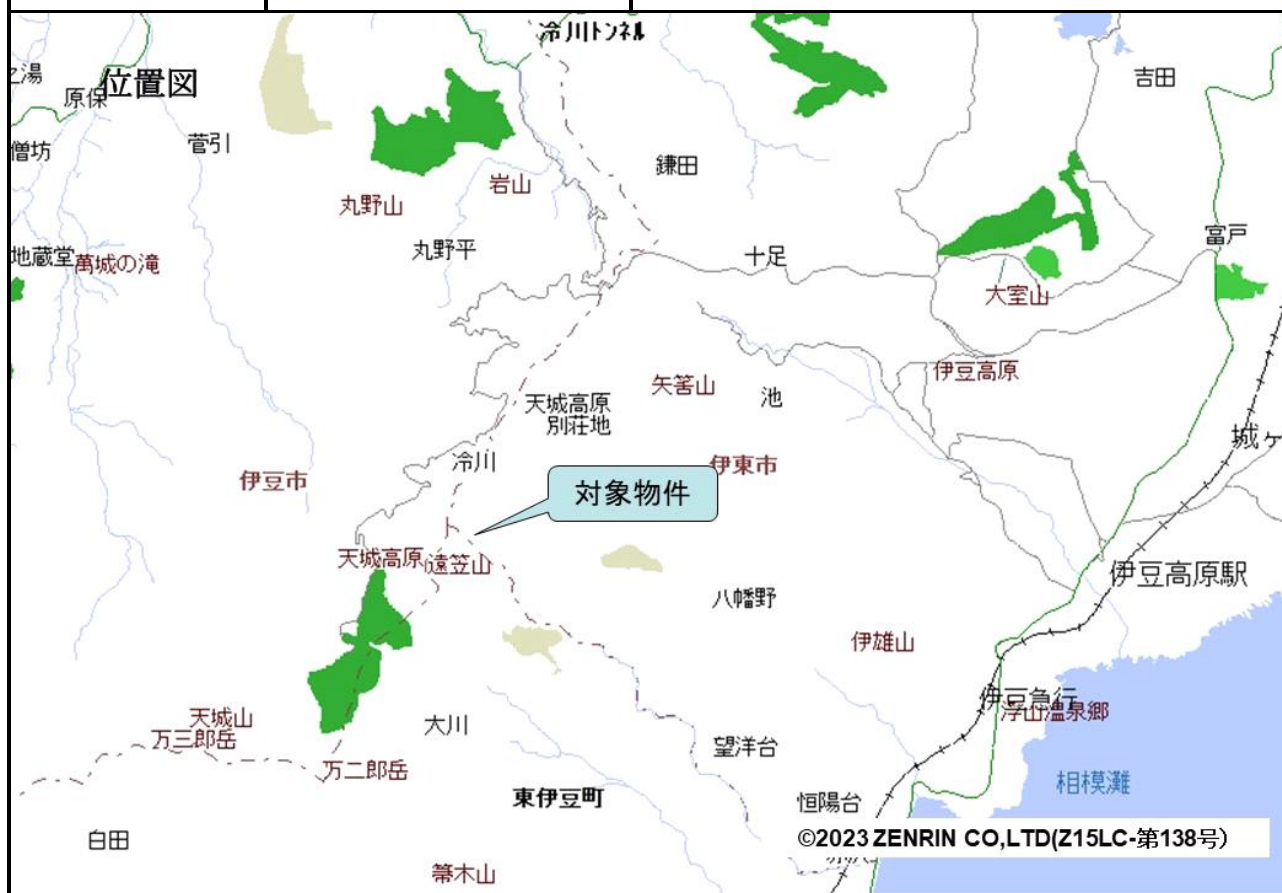 冷川トンネル
之湯
位置図
原保
吉田
菅引
僧坊
鎌田
岩山
丸野山
富戸
丸野平
地蔵堂
萬城の滝
十足
大室山
伊豆高原
矢筈山
池
天城高原
別荘地
城ヶ
冷川
伊東市
伊豆市
対象物件
天城高原
遠笠山
伊豆高原駅
八幡野
伊雄山
伊豆急行
浮山温泉郷
天城山
大川
万三郎岳
望洋台
万二郎岳
相模灘
東伊豆町
恒陽台
白田
©2023 ZENRIN CO,LTD(Z15LC-第138号)
箒木山